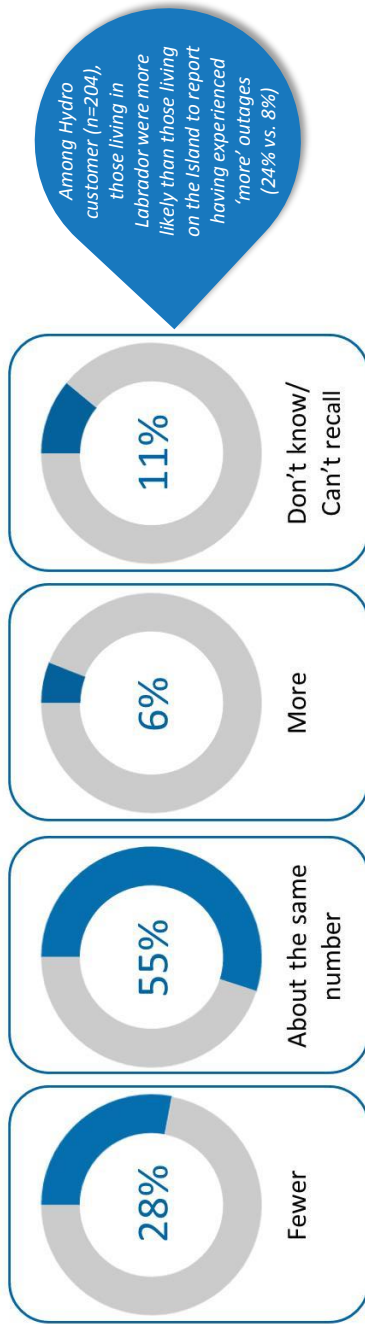 28%
Fewer
55%
About the same
number
6%
More
11%
Don't know/
Can't recall
Among Hydro
customer (n=204),
those living in
Labrador were more
likely than those living
on the Island to report
having experienced
'more' outages
(24% vs. 8%)